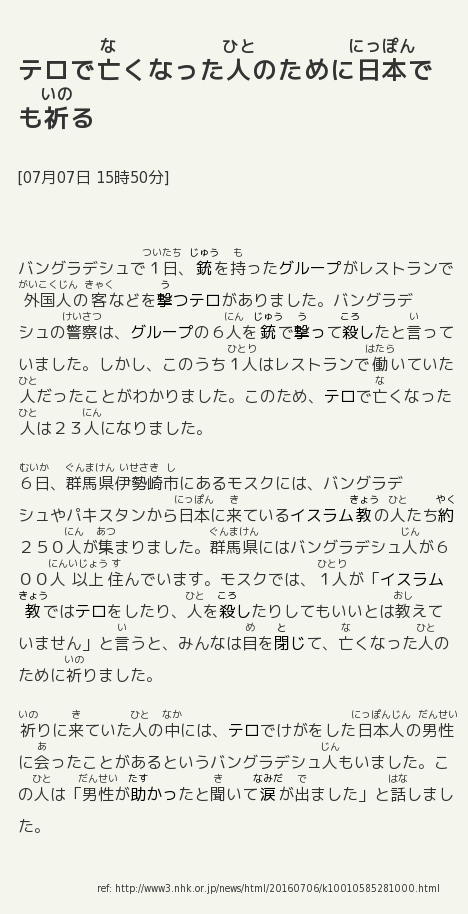 テロで亡くなった人のために日本で
も祈る
[07月07日 15時50分]
バングラデシュで１日、銃を持ったグループがレストランで
外国人の客などを撃つテロがありました。バングラデ
シュの警察は、グループの６人を銃で撃って殺したと言って
いました。しかし、このうち１人はレストランで働いていた
人だったことがわかりました。このため、テロで亡くなった
人は２３人になりました。
６日、群馬県伊勢崎市にあるモスクには、バングラデ
シュやパキスタンから日本に来ているイスラム教の人たち約
２５０人が集まりました。群馬県にはバングラデシュ人が６
００人以上住んでいます。モスクでは、１人が「イスラム
教ではテロをしたり、人を殺したりしてもいいとは教えて
いません」と言うと、みんなは目を閉じて、亡くなった人の
ために祈りました。
祈りに来ていた人の中には、テロでけがをした日本人の男性
に会ったことがあるというバングラデシュ人もいました。こ
の人は「男性が助かったと聞いて涙が出ました」と話しまし
た。
ref: http://www3.nhk.or.jp/news/html/20160706/k10010585281000.html